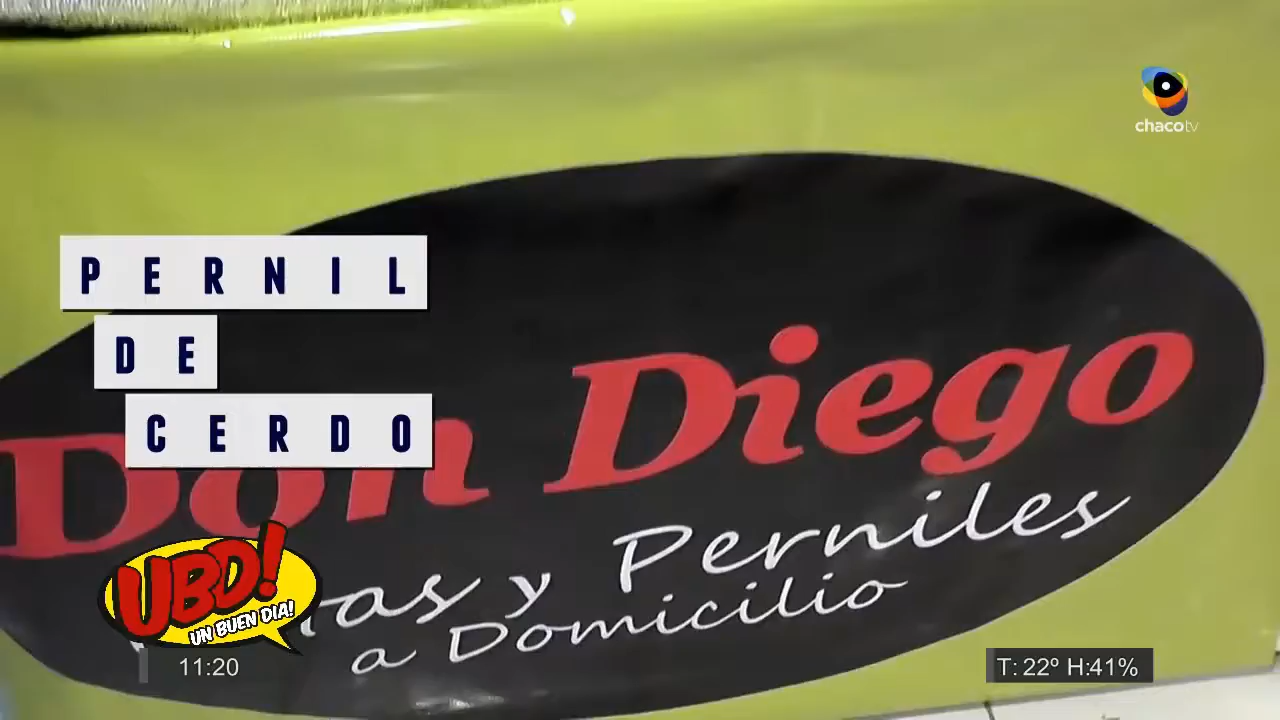 chacotv
PERNIL
DE
CERDO
Don Diego
y Perniles
a Domicilio
UBD!
UN BUEN DIA!
11:20
T: 22º H:41%